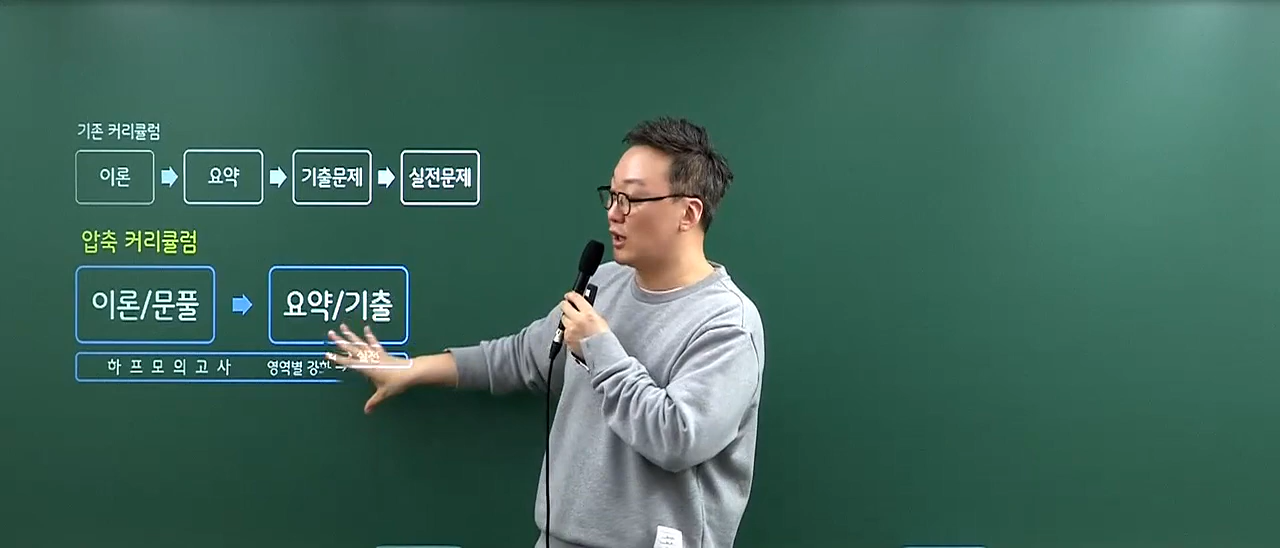 기존 커리큘럼
이론 요약 기출문제 실전문제
압축 커리큘럼
이론/문풀 요약/기출
하프모의고사 영역별 실전